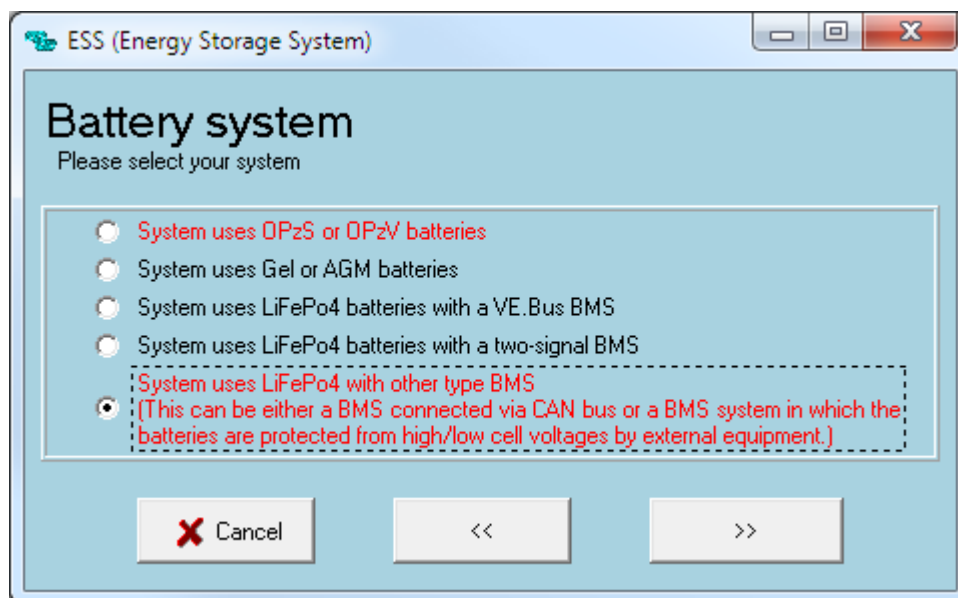 ESS (Energy Storage System)
Battery system
Please select your system
System uses OPzS or OPzV batteries
System uses Gel or AGM batteries
System uses LiFePo4 batteries with a VE.Bus BMS
System uses LiFePo4 batteries with a two-signal BMS
System uses LiFePo4 with other type BMS
(This can be either a BMS connected via CAN bus or a BMS system in which the
batteries are protected from high/low cell voltages by external equipment.)
Cancel
<<
>>